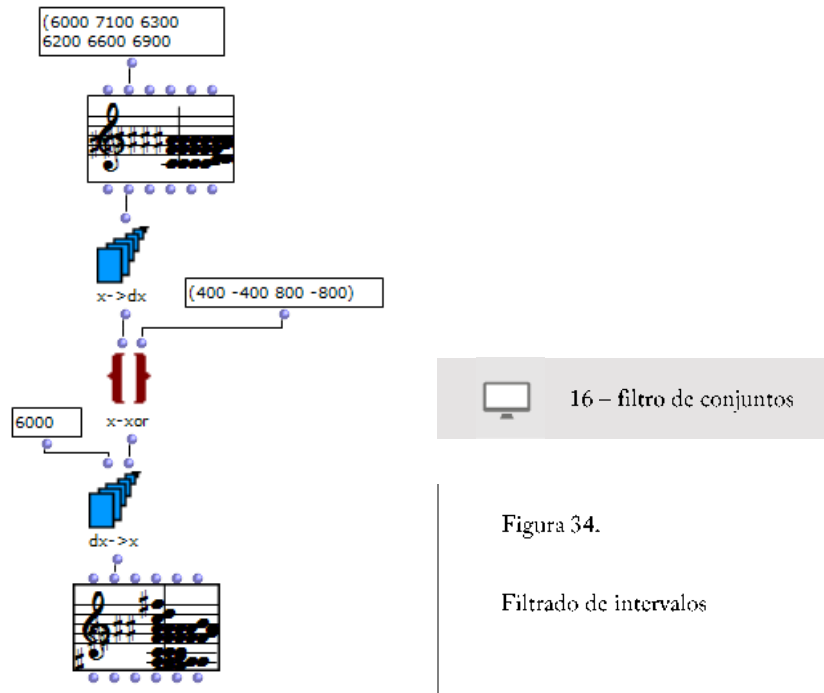 (6000 7100 6300
6200 6600 6900
x->dx
(400 -400 800 -800)
x-xor
6000
dx->x
16 – filtro de conjuntos
Figura 34.
Filtrado de intervalos